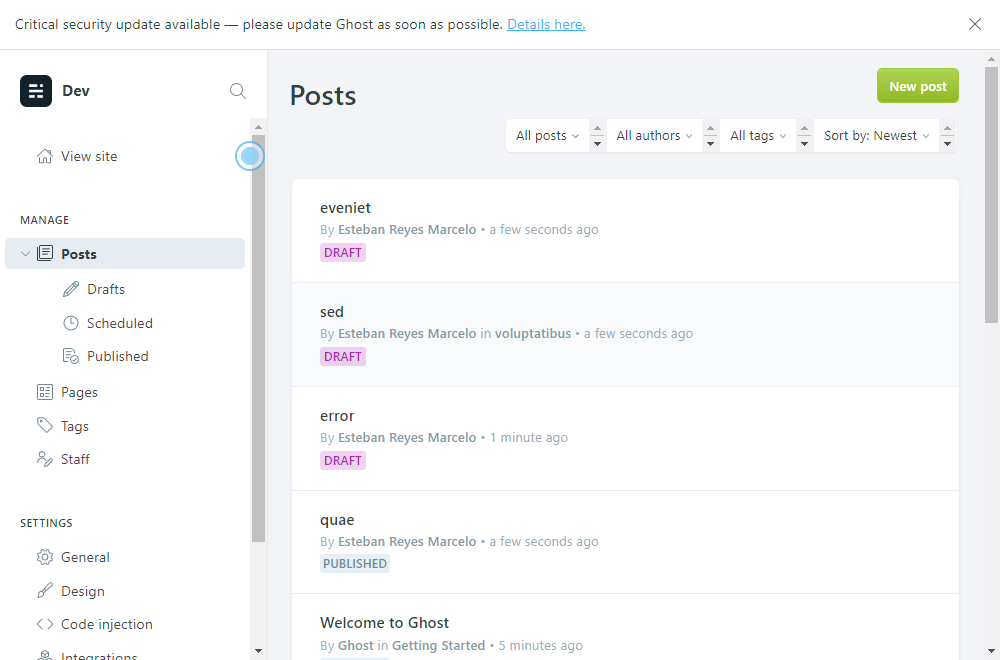 Critical security update available — please update Ghost as soon as possible. Details here.
Dev
View site
MANAGE
Posts
Drafts
Scheduled
Published
Pages
Tags
Staff
SETTINGS
General
Design
Code injection
Integrations
Posts
New post
All posts
All authors
All tags
Sort by: Newest
eveniet
By Esteban Reyes Marcelo • a few seconds ago
DRAFT
sed
By Esteban Reyes Marcelo in voluptatibus • a few seconds ago
DRAFT
error
By Esteban Reyes Marcelo • 1 minute ago
DRAFT
quae
By Esteban Reyes Marcelo • a few seconds ago
PUBLISHED
Welcome to Ghost
By Ghost in Getting Started • 5 minutes ago